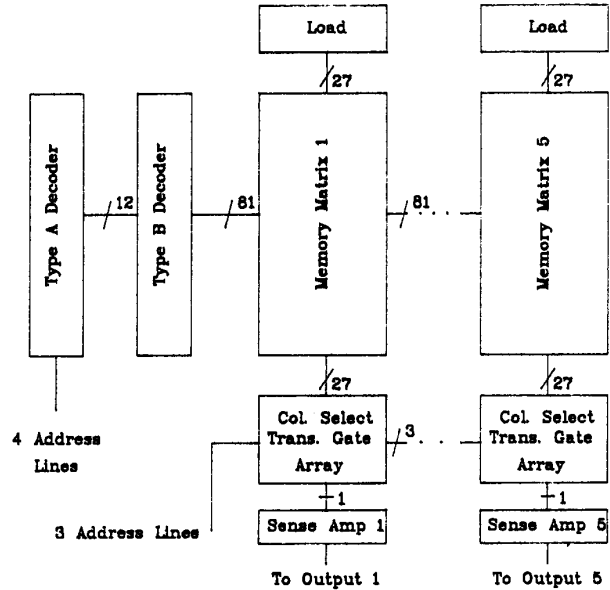 Load
Load
27
27
Type A Decoder
12
Type B Decoder
81
Memory Matrix 1
81
Memory Matrix 5
27
27
4 Address
Lines
Col. Select
Trans. Gate
Array
3
Col. Select
Trans. Gate
Array
3 Address Lines
1
1
Sense Amp 1
Sense Amp 5
To Output 1
To Output 5